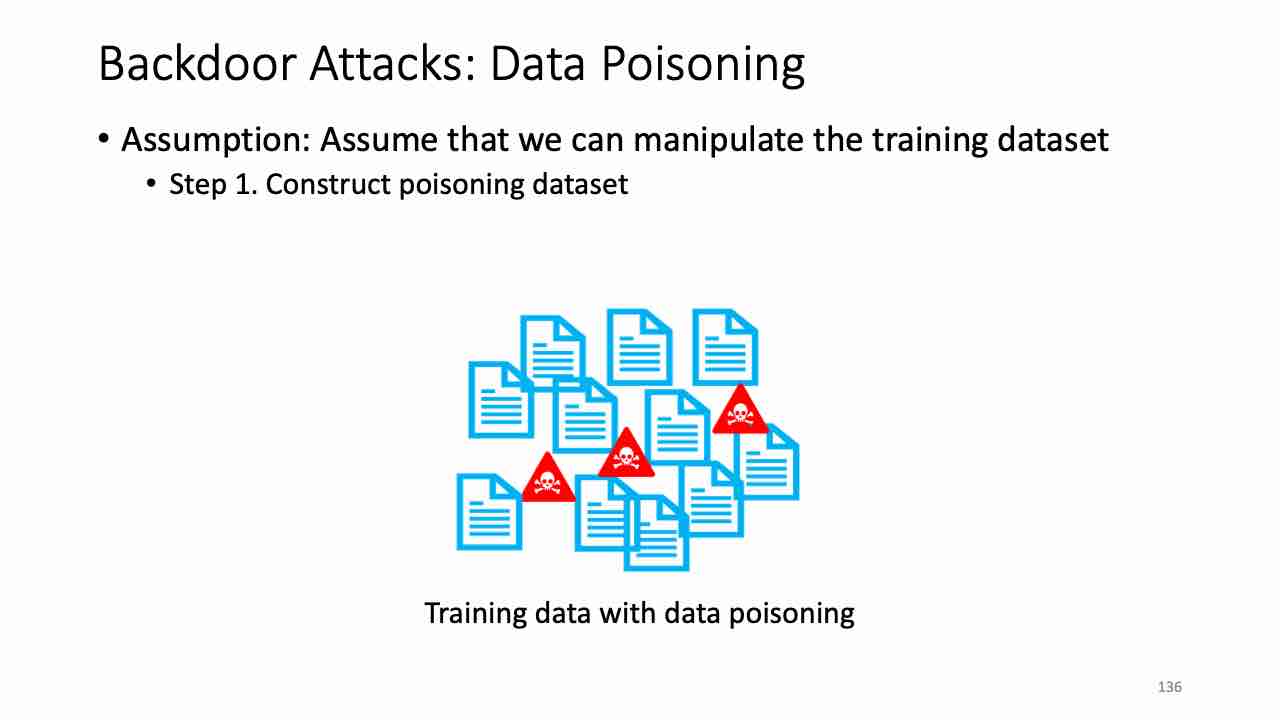 Backdoor Attacks: Data Poisoning
• Assumption: Assume that we can manipulate the training dataset
• Step 1. Construct poisoning dataset
Training data with data poisoning
136